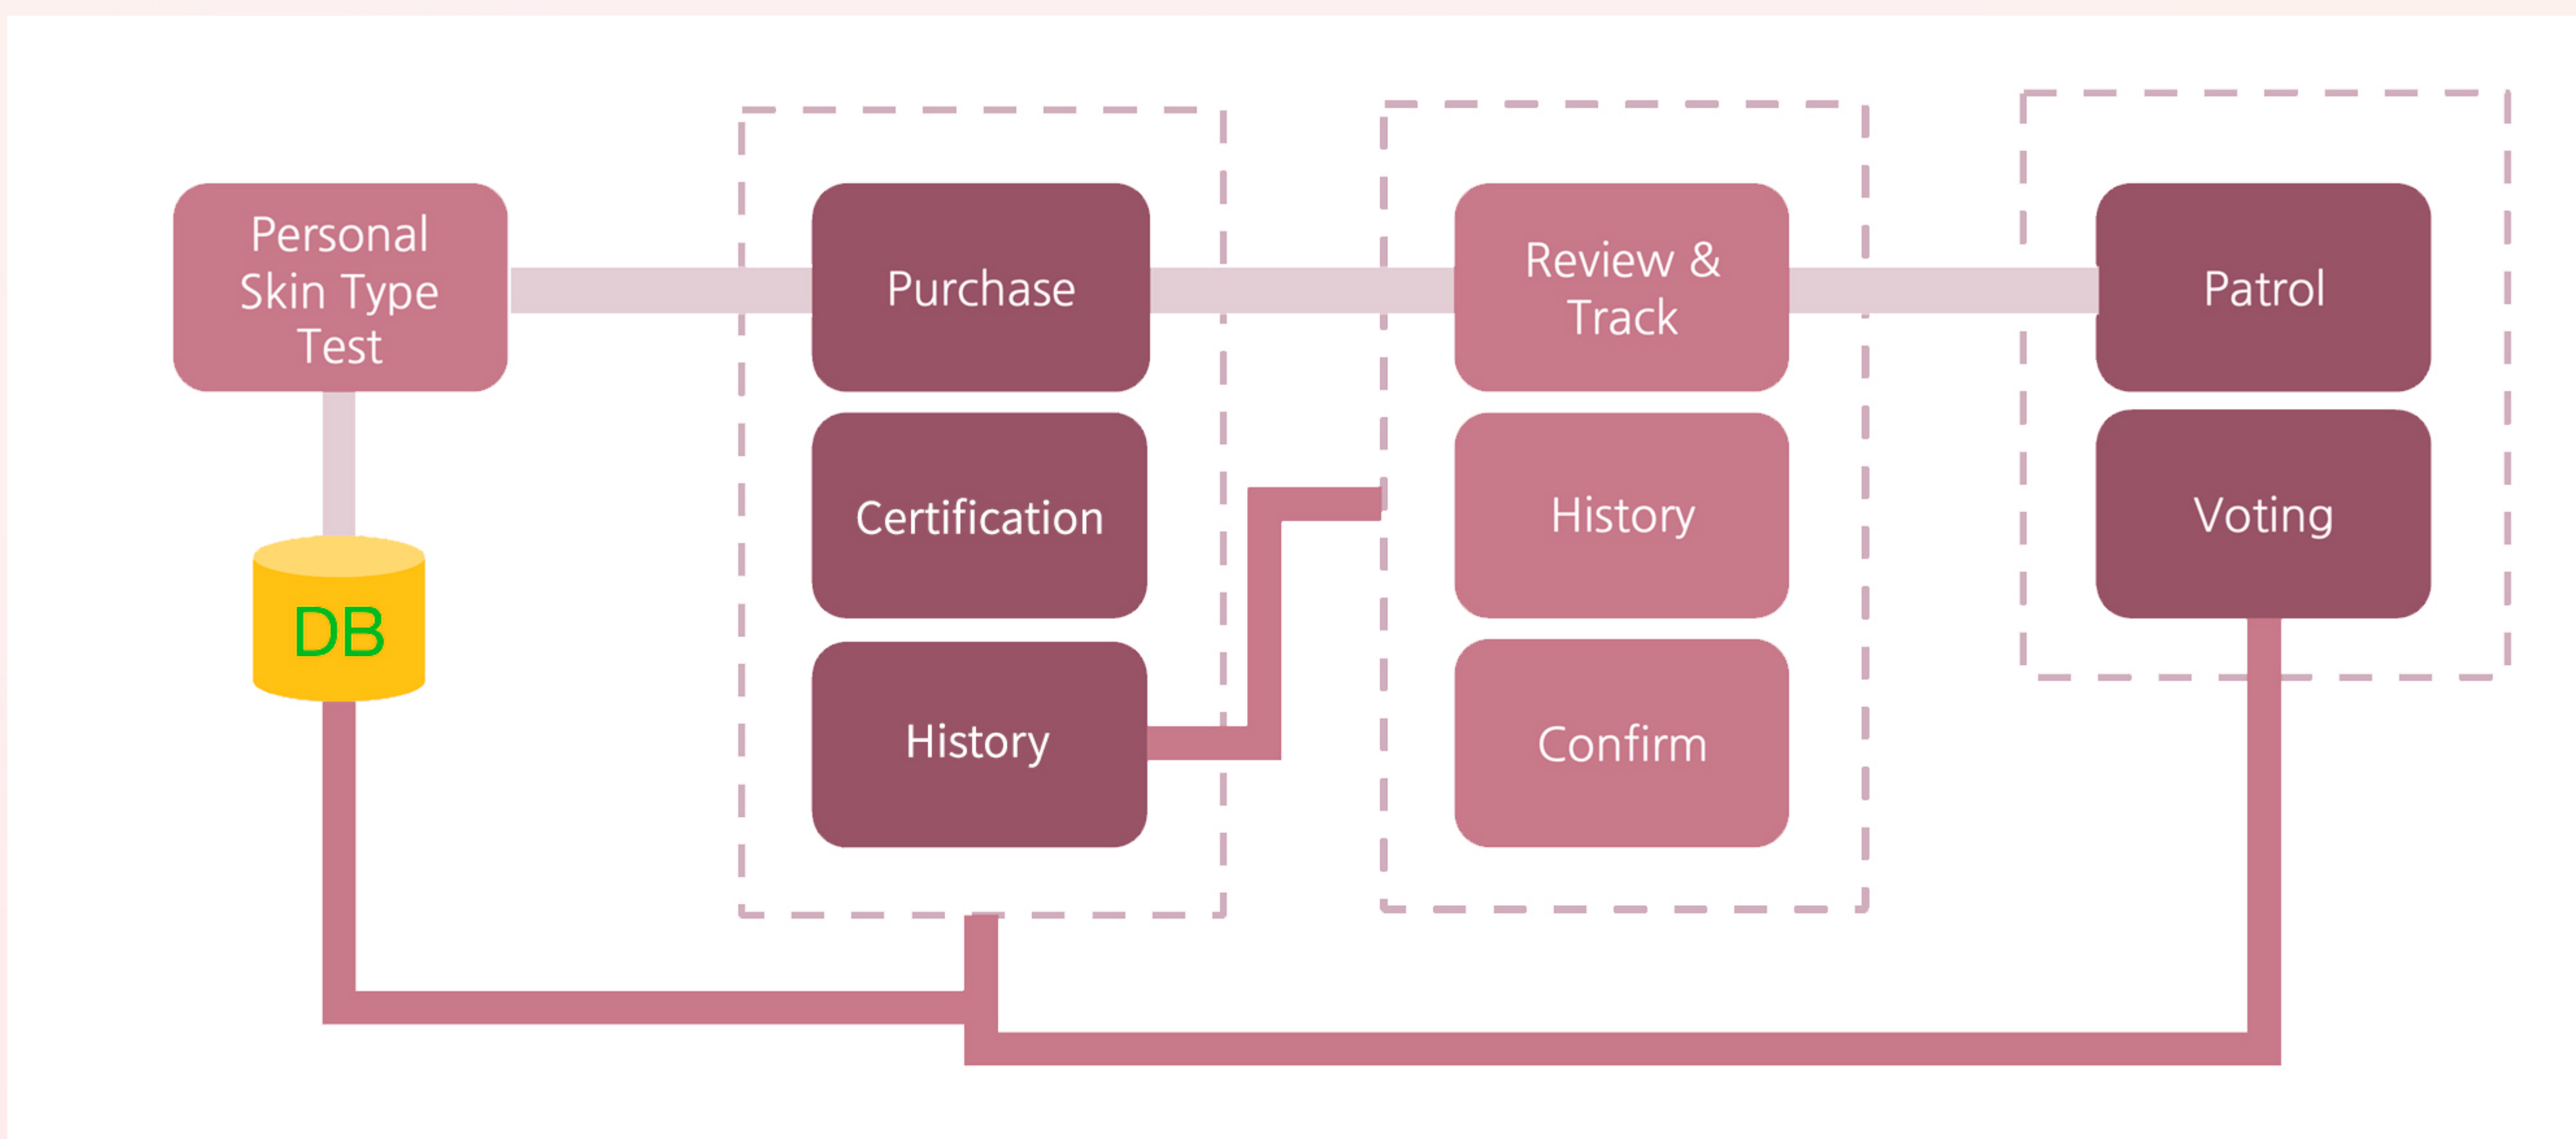 Personal
Skin Type
Test
DB
Purchase
Certification
History
Review &
Track
History
Confirm
Patrol
Voting